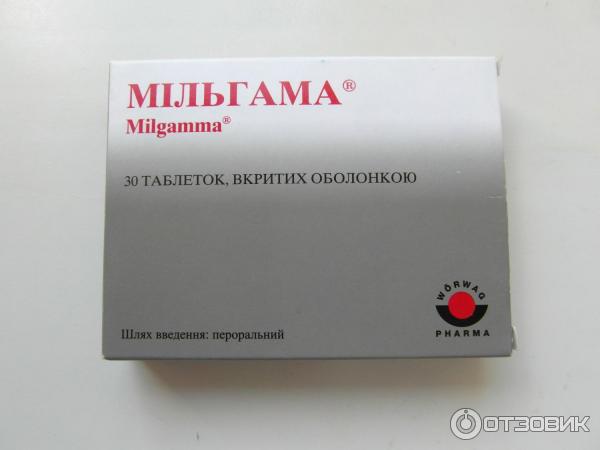 МІЛЬГАМА®
Milgamma®
30 ТАБЛЕТОК, ВКРИТИХ ОБОЛОНКОЮ
WÖRWAG
PHARMA
Шлях введення: пероральний
ОТЗОВИК